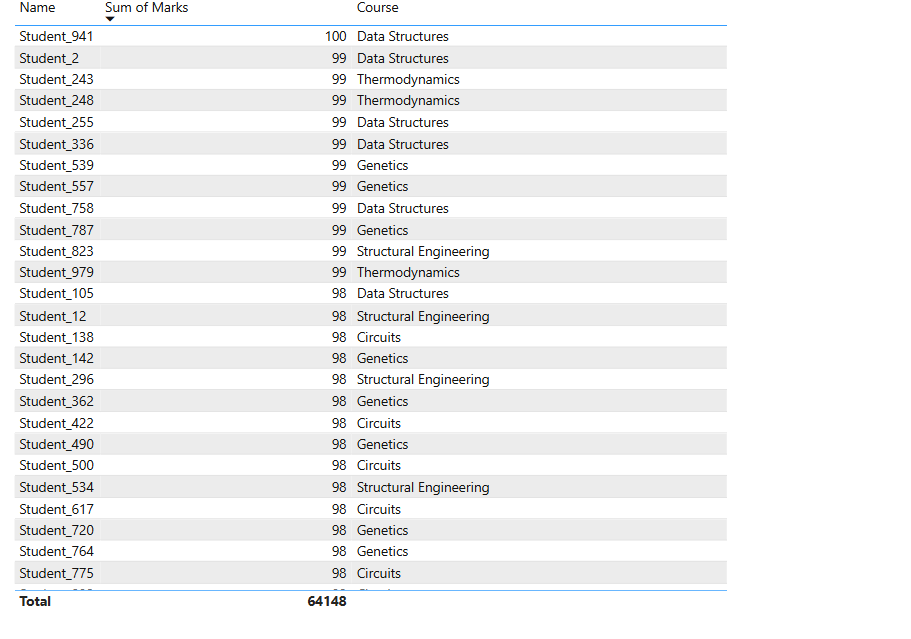 Name Sum of Marks Course
Student_941 100 Data Structures
Student_2 99 Data Structures
Student_243 99 Thermodynamics
Student_248 99 Thermodynamics
Student_255 99 Data Structures
Student_336 99 Data Structures
Student_539 99 Genetics
Student_557 99 Genetics
Student_758 99 Data Structures
Student_787 99 Genetics
Student_823 99 Structural Engineering
Student_979 99 Thermodynamics
Student_105 98 Data Structures
Student_12 98 Structural Engineering
Student_138 98 Circuits
Student_142 98 Genetics
Student_296 98 Structural Engineering
Student_362 98 Genetics
Student_422 98 Circuits
Student_490 98 Genetics
Student_500 98 Circuits
Student_534 98 Structural Engineering
Student_617 98 Circuits
Student_720 98 Genetics
Student_764 98 Genetics
Student_775 98 Circuits
Total 64148